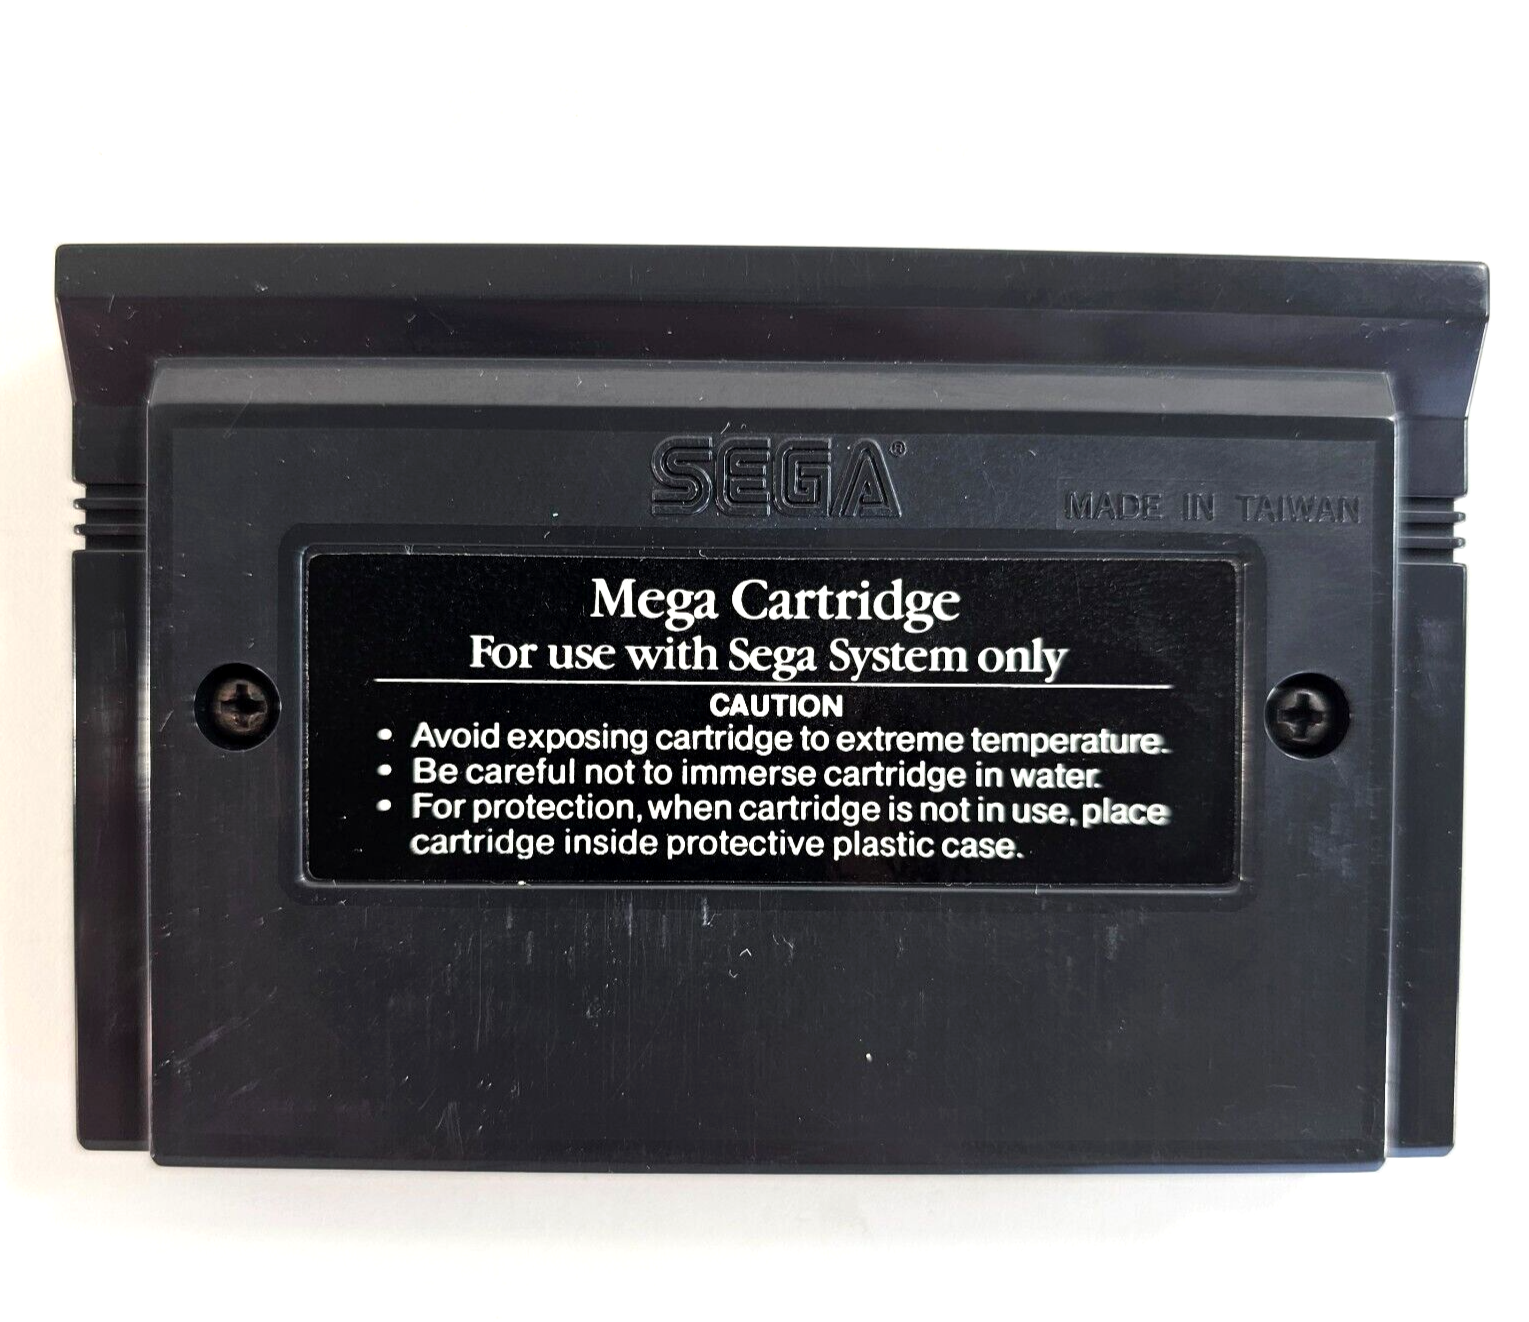 SEGA®
MADE IN TAIWAN
Mega Cartridge
For use with Sega System only
CAUTION
• Avoid exposing cartridge to extreme temperature.
• Be careful not to immerse cartridge in water.
• For protection, when cartridge is not in use, place
cartridge inside protective plastic case.